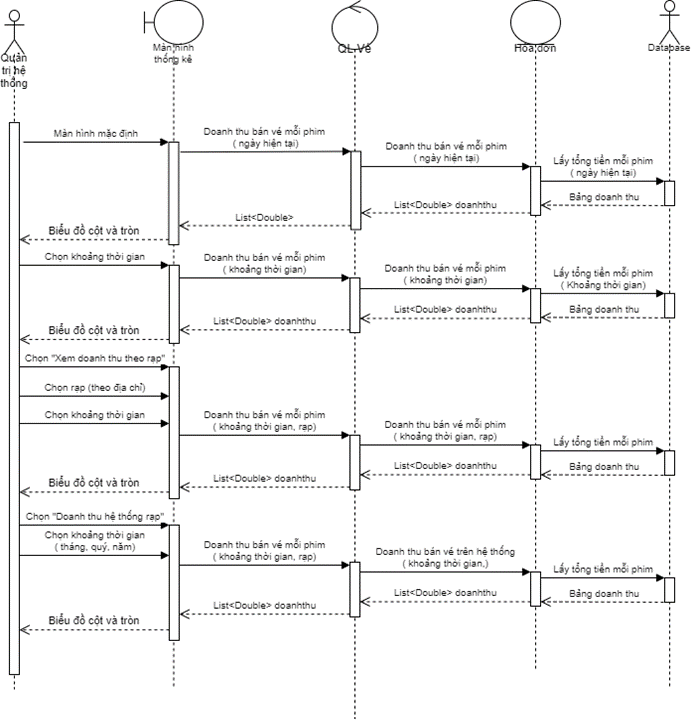 Quản
trị hệ
thống
Màn hình
thống kê
QL Vé
Hóa đơn
Database
Màn hình mặc định
Doanh thu bán vé mỗi phim
( ngày hiện tại)
Doanh thu bán vé mỗi phim
( ngày hiện tại)
Lấy tổng tiền mỗi phim
( ngày hiện tại)
Bảng doanh thu
List<Double> doanhthu
List<Double>
Biểu đồ cột và tròn
Chọn khoảng thời gian
Doanh thu bán vé mỗi phim
( khoảng thời gian)
Doanh thu bán vé mỗi phim
( khoảng thời gian)
Lấy tổng tiền mỗi phim
( Khoảng thời gian)
Bảng doanh thu
List<Double> doanhthu
List<Double> doanhthu
Biểu đồ cột và tròn
Chọn "Xem doanh thu theo rạp"
Chọn rạp (theo địa chỉ)
Chọn khoảng thời gian
Doanh thu bán vé mỗi phim
( khoảng thời gian, rạp)
Doanh thu bán vé mỗi phim
( khoảng thời gian, rạp)
Lấy tổng tiền mỗi phim
Bảng doanh thu
List<Double> doanhthu
List<Double> doanhthu
Biểu đồ cột và tròn
Chọn "Doanh thu hệ thống rạp"
Chọn khoảng thời gian
( tháng, quý, năm)
Doanh thu bán vé mỗi phim
( khoảng thời gian, rạp)
Doanh thu bán vé trên hệ thống
( khoảng thời gian,)
Lấy tổng tiền mỗi phim
Bảng doanh thu
List<Double> doanhthu
List<Double> doanhthu
Biểu đồ cột và tròn